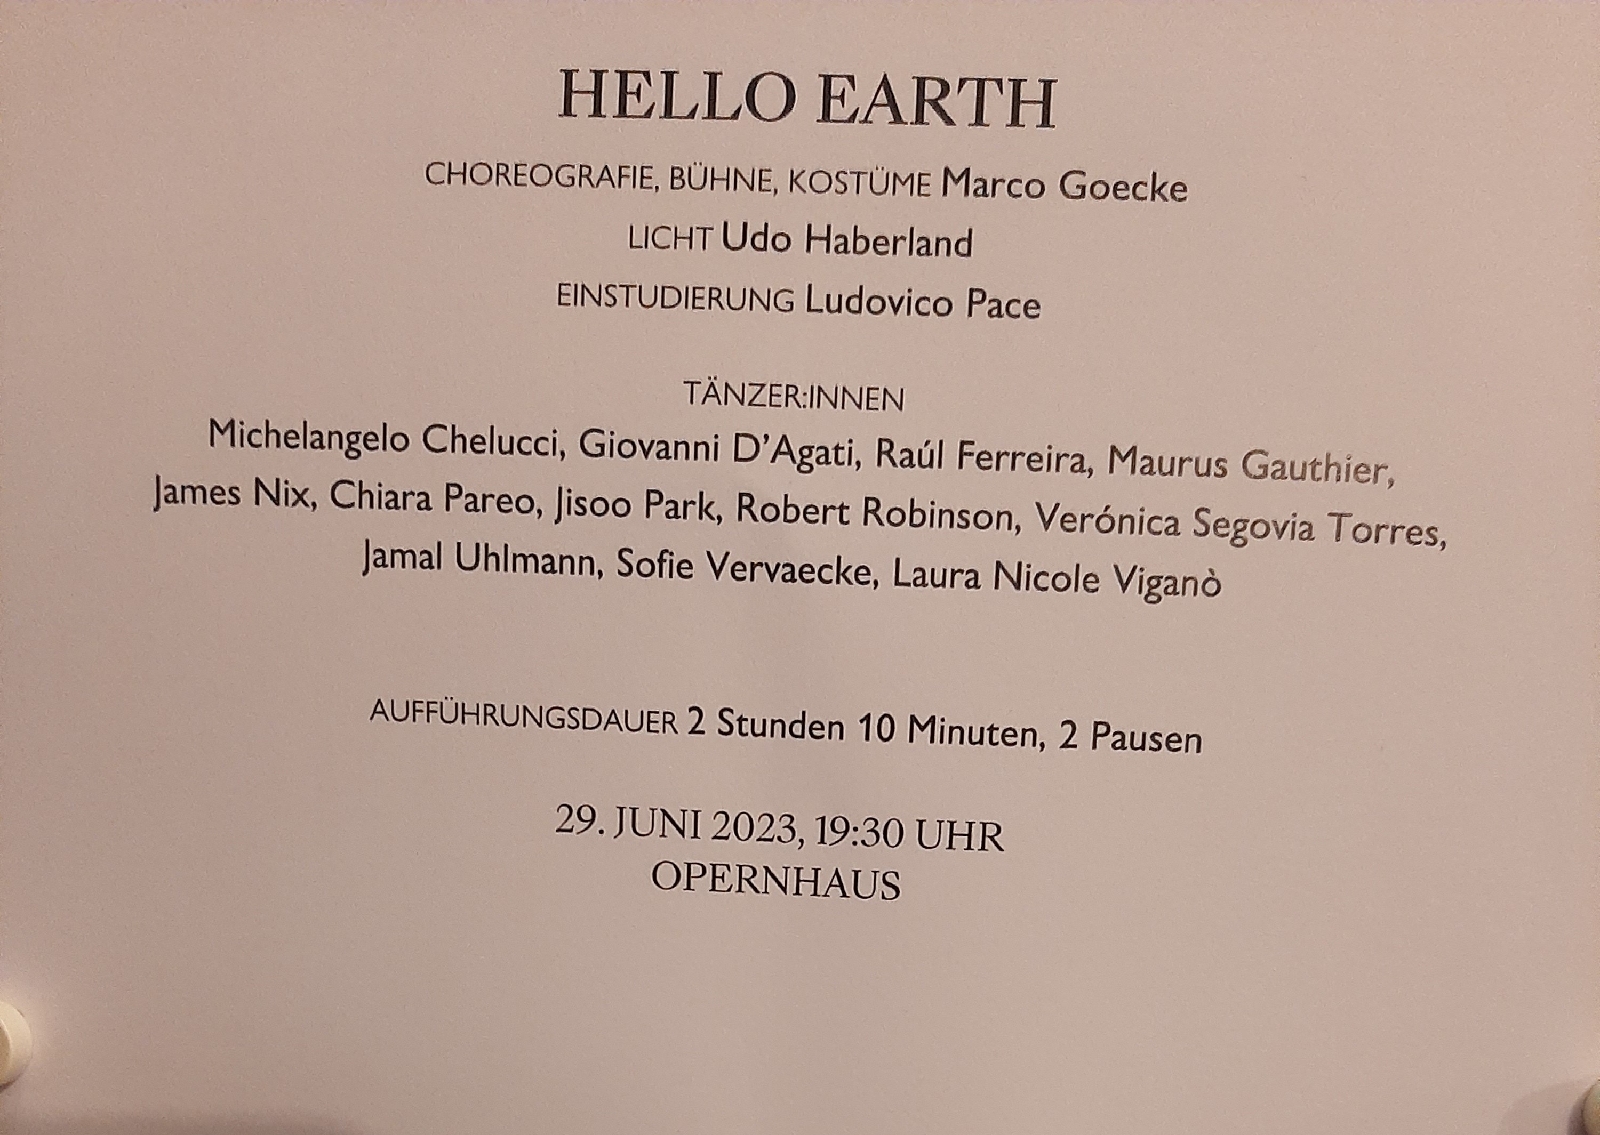 HELLO EARTH
CHOREOGRAFIE, BÜHNE, KOSTÜME Marco Goecke
LICHT Udo Haberland
EINSTUDIERUNG Ludovico Pace
TÄNZER:INNEN
Michelangelo Chelucci, Giovanni D’Agati, Raúl Ferreira, Maurus Gauthier,
James Nix, Chiara Pareo, Jisoo Park, Robert Robinson, Verónica Segovia Torres,
Jamal Uhlmann, Sofie Vervaecke, Laura Nicole Viganò
AUFFÜHRUNGSDAUER 2 Stunden 10 Minuten, 2 Pausen
29. JUNI 2023, 19:30 UHR
OPERNHAUS